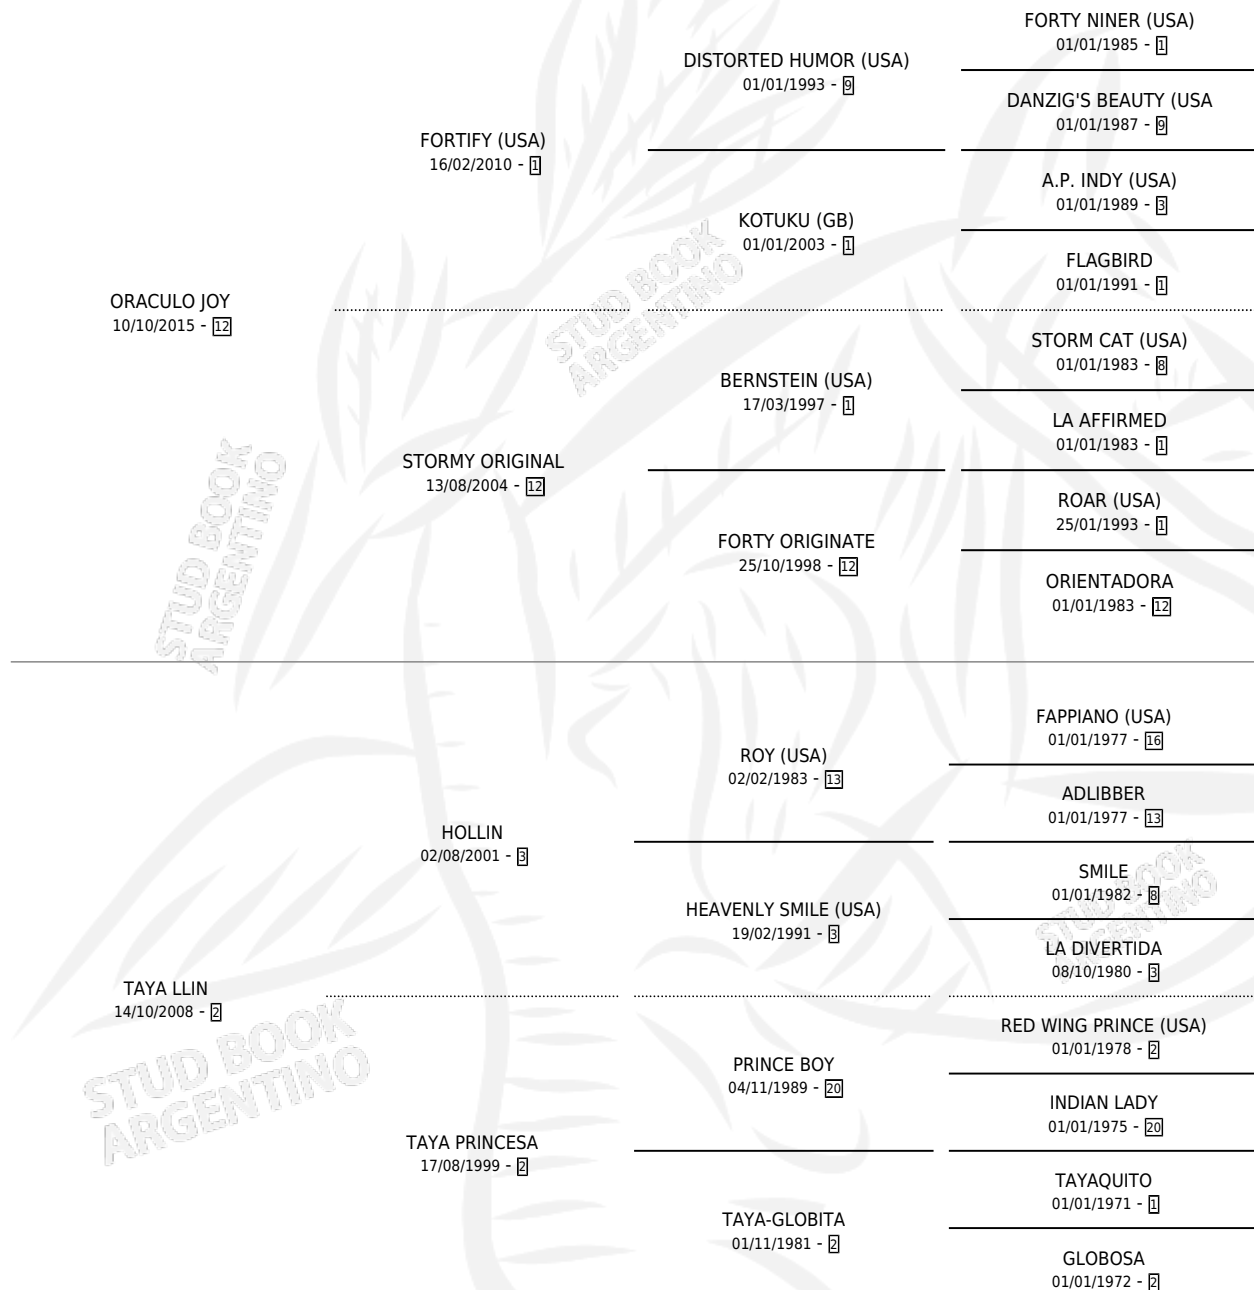 FORTY NINER (USA)
01/01/1985 - 1
DISTORTED HUMOR (USA)
01/01/1993 - 9
DANZIG'S BEAUTY (USA
01/01/1987 - 9
FORTIFY (USA)
16/02/2010 - 1
A.P. INDY (USA)
01/01/1989 - 3
KOTUKU (GB)
01/01/2003 - 1
FLAGBIRD
01/01/1991 - 1
ORACULO JOY
10/10/2015 - 12
STORM CAT (USA)
01/01/1983 - 8
BERNSTEIN (USA)
17/03/1997 - 1
LA AFFIRMED
01/01/1983 - 1
STORMY ORIGINAL
13/08/2004 - 12
ROAR (USA)
25/01/1993 - 1
FORTY ORIGINATE
25/10/1998 - 12
ORIENTADORA
01/01/1983 - 12
FAPPIANO (USA)
01/01/1977 - 16
ROY (USA)
02/02/1983 - 13
ADLIBBER
01/01/1977 - 13
HOLLIN
02/08/2001 - 3
SMILE
01/01/1982 - 8
HEAVENLY SMILE (USA)
19/02/1991 - 3
LA DIVERTIDA
08/10/1980 - 3
TAYA LLIN
14/10/2008 - 2
RED WING PRINCE (USA)
01/01/1978 - 2
PRINCE BOY
04/11/1989 - 20
INDIAN LADY
01/01/1975 - 20
TAYA PRINCESA
17/08/1999 - 2
TAYAQUITO
01/01/1971 - 1
TAYA-GLOBITA
01/11/1981 - 2
GLOBOSA
01/01/1972 - 2
STUD BOOK
ARGENTINO
STUD BOOK
ARGENTINO
STUD BOOK
ARGENTINO
STUD BOOK
ARGENTINO